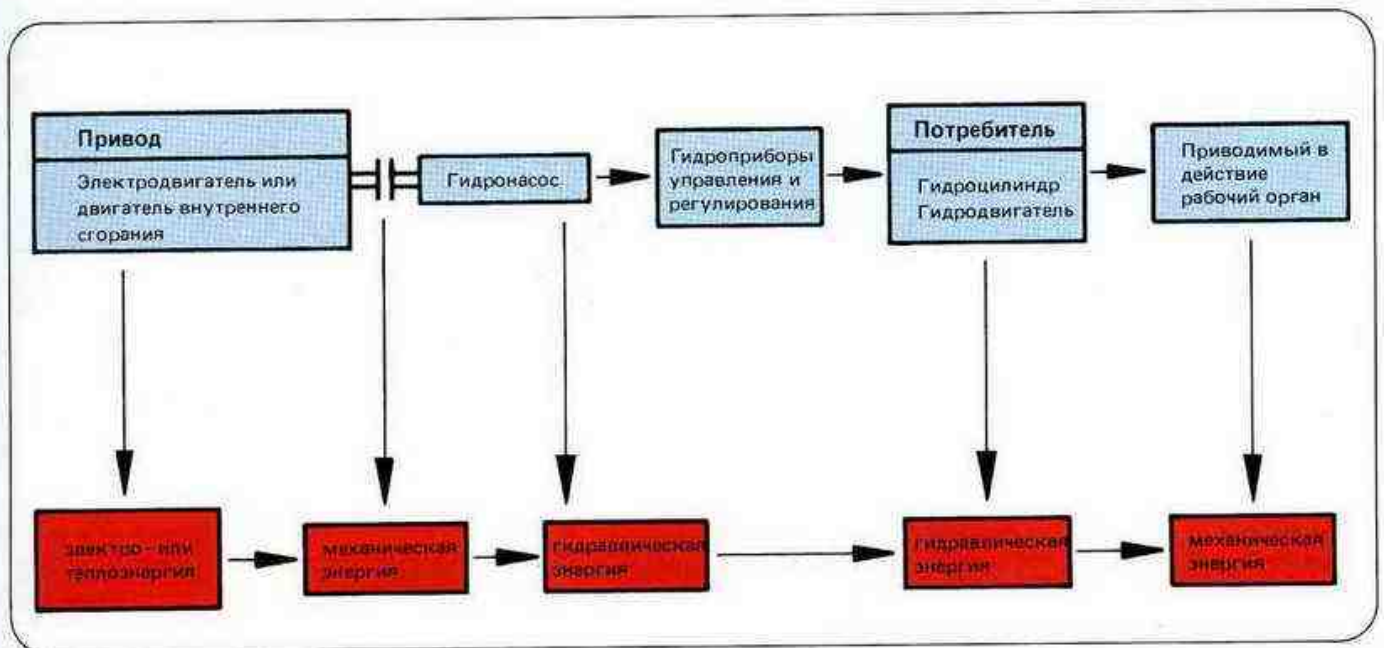 Привод
Электродвигатель или
двигатель внутреннего
сгорания
Гидронасос
Гидроприборы
управления и
регулирования
Потребитель
Гидроцилиндр
Гидродвигатель
Приводимый в
действие
рабочий орган
электро-или
теплоэнергия
механическая
энергия
гидравлическая
энергия
гидравлическая
энергия
механическая
энергия